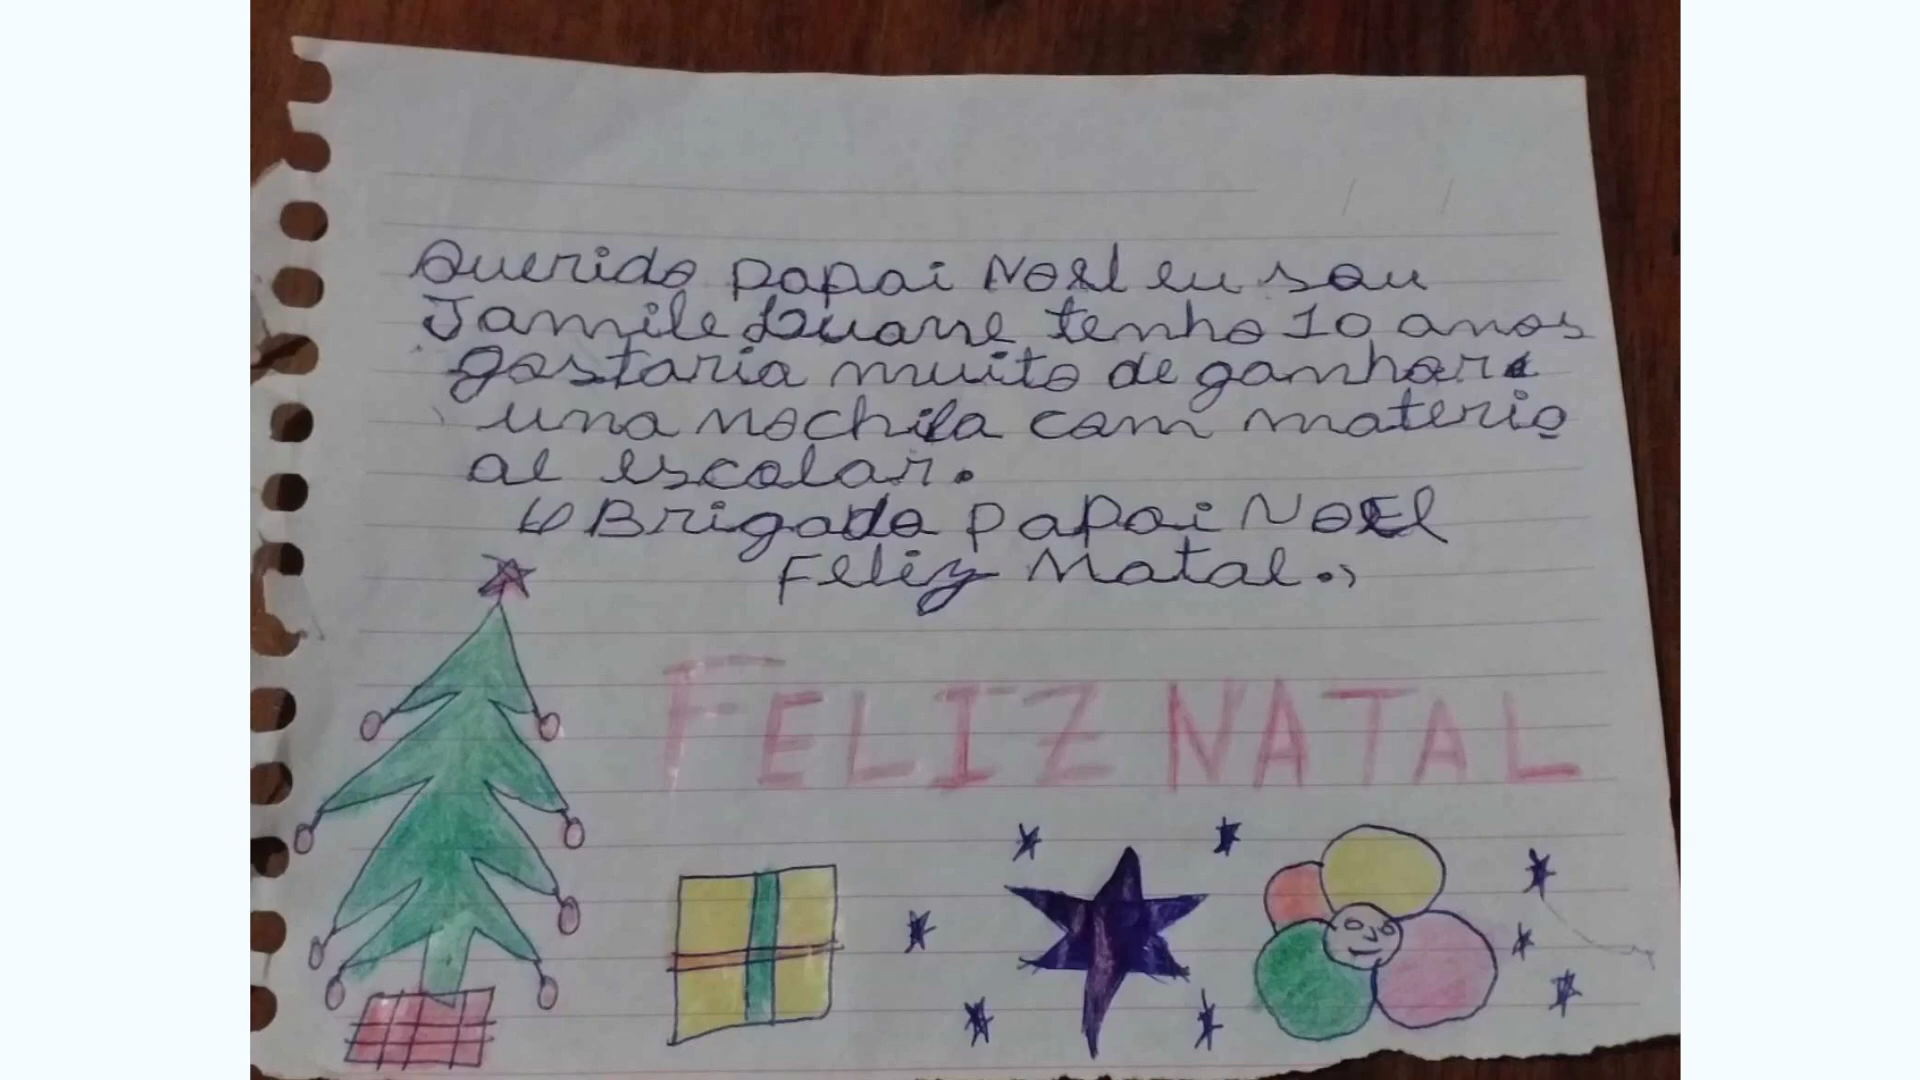 Querido papai Noel eu sou
Jamile Luane tenho 10 anos
gostaria muito de ganhar
uma mochila com materio
al escolar.
OBrigado papai NOEl
Feliz Natal.
FELIZ NATAL